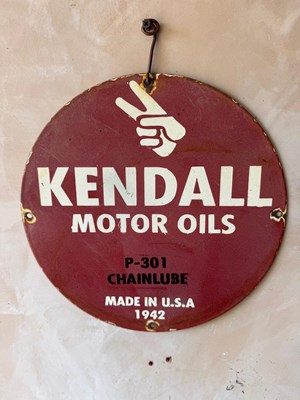 KENDALL
MOTOR OILS
P-301
CHAINLUBE
MADE IN U.S.A
1942